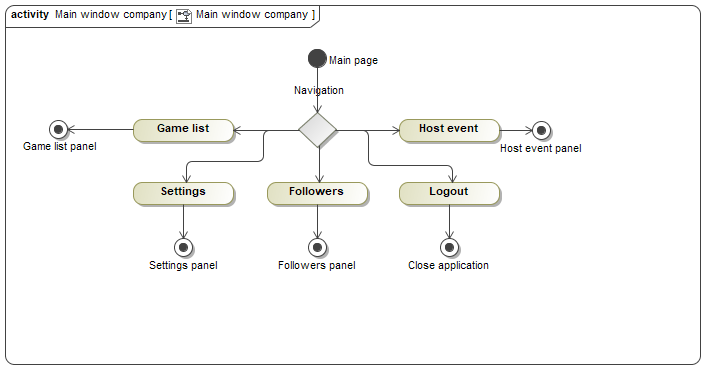 activity Main window company [ Main window company ]
Main page
Navigation
Game list
Host event
Game list panel
Host event panel
Settings
Followers
Logout
Settings panel
Followers panel
Close application